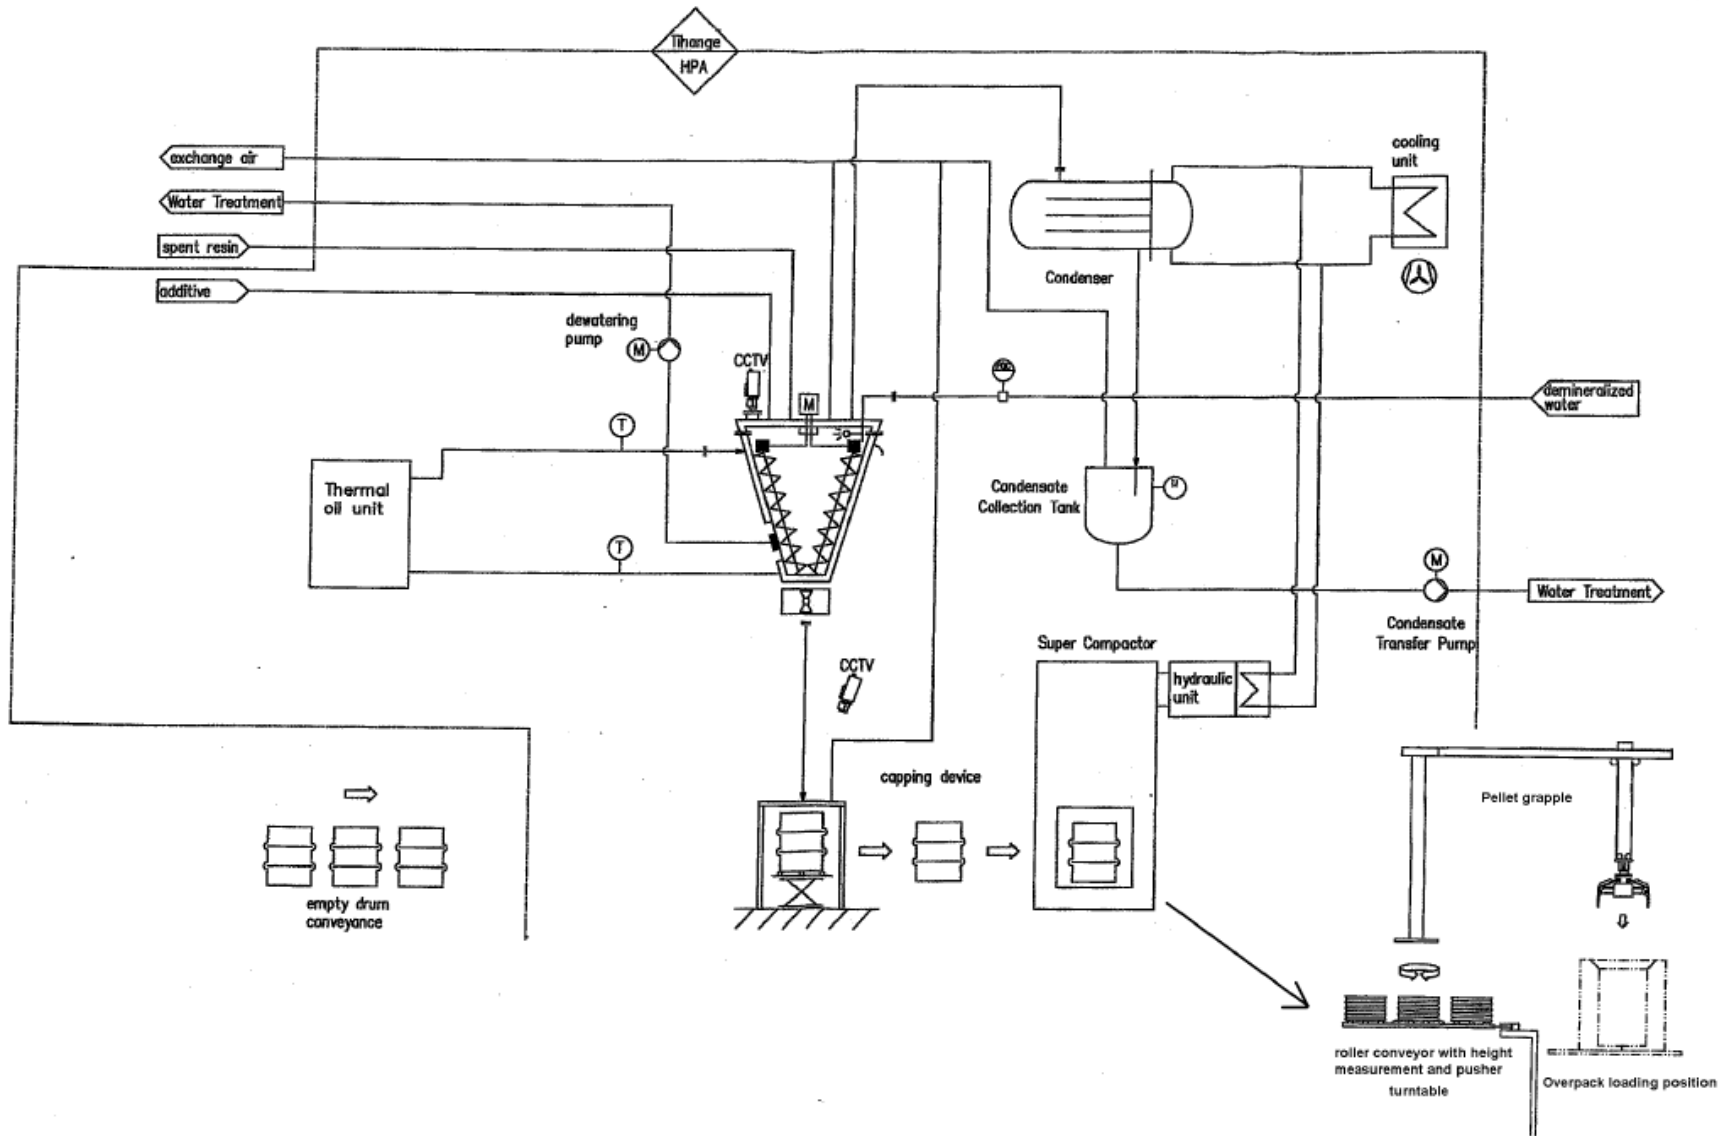 Tihange
HPA
exchange air
Water Treatment
spent resin
additive
dewatering
pump
M
CCTV
M
T
T
Thermal
oil unit
cooling
unit
Condenser
demineralized
water
Condensate
Collection Tank
M
Water Treatment
Condensate
Transfer Pump
Super Compactor
hydraulic
unit
CCTV
capping device
empty drum
conveyance
Pellet grapple
roller conveyor with height
measurement and pusher
turntable
Overpack loading position